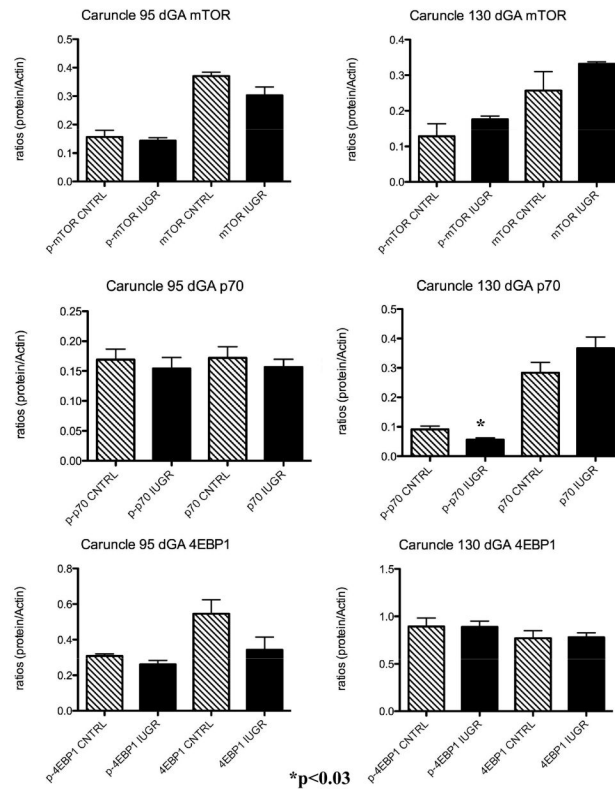 Caruncle 95 dGA mTOR
ratios (protein/Actin)
0.5
0.4
0.3
0.2
0.1
0.0
p-mTOR CNTRL
p-mTOR IUGR
mTOR CNTRL
mTOR IUGR
Caruncle 130 dGA mTOR
ratios (protein/Actin)
0.4
0.3
0.2
0.1
0.0
p-mTOR CNTRL
p-mTOR IUGR
mTOR CNTRL
mTOR IUGR
Caruncle 95 dGA p70
ratios (protein/Actin)
0.25
0.20
0.15
0.10
0.05
0.00
p-p70 CNTRL
p-p70 IUGR
p70 CNTRL
p70 IUGR
Caruncle 130 dGA p70
ratios (protein/Actin)
0.5
0.4
0.3
0.2
0.1
0.0
*
p-p70 CNTRL
p-p70 IUGR
p70 CNTRL
p70 IUGR
Caruncle 95 dGA 4EBP1
ratios (protein/Actin)
0.8
0.6
0.4
0.2
0.0
p-4EBP1 CNTRL
p-4EBP1 IUGR
4EBP1 CNTRL
4EBP1 IUGR
Caruncle 130 dGA 4EBP1
ratios (protein/Actin)
1.5
1.0
0.5
0.0
p-4EBP1 CNTRL
p-4EBP1 IUGR
4EBP1 CNTRL
4EBP1 IUGR
*p<0.03